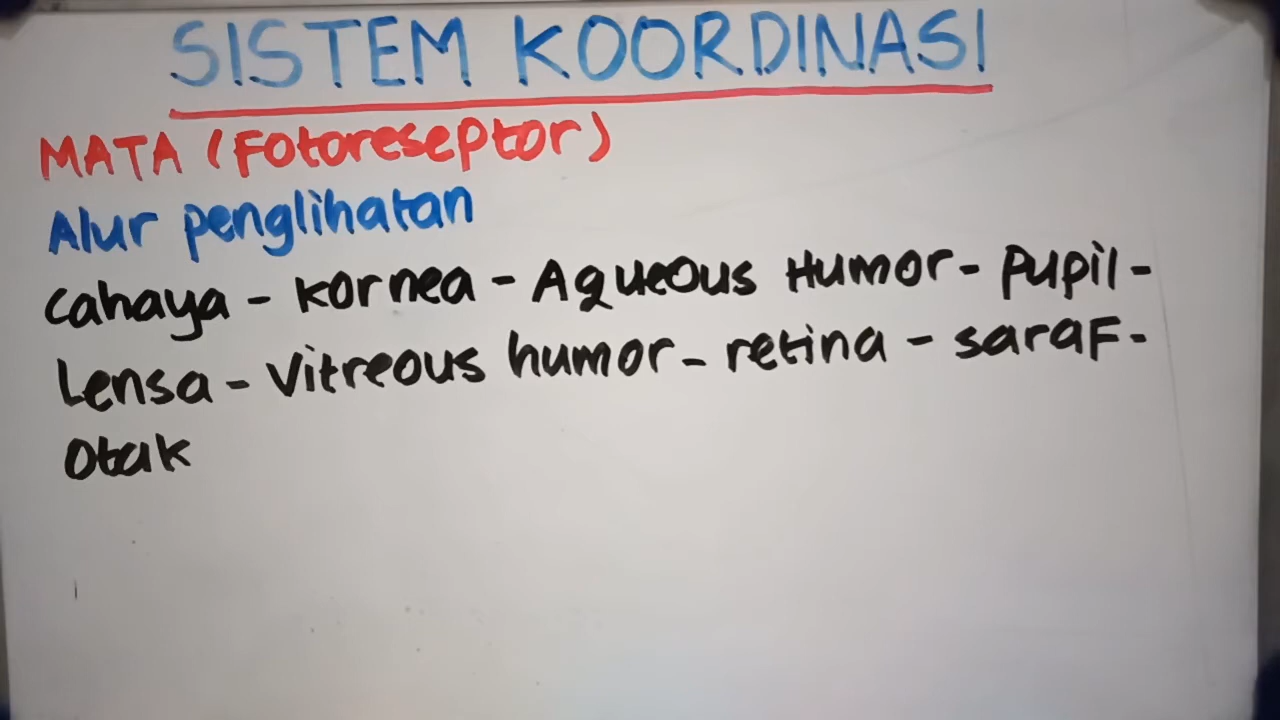 SISTEM KOORDINASI
MATA (Fotoreseptor)
Alur penglihatan
Cahaya - Kornea - Aqueous Humor - Pupil -
Lensa - Vitreous humor - retina - saraf -
Otak